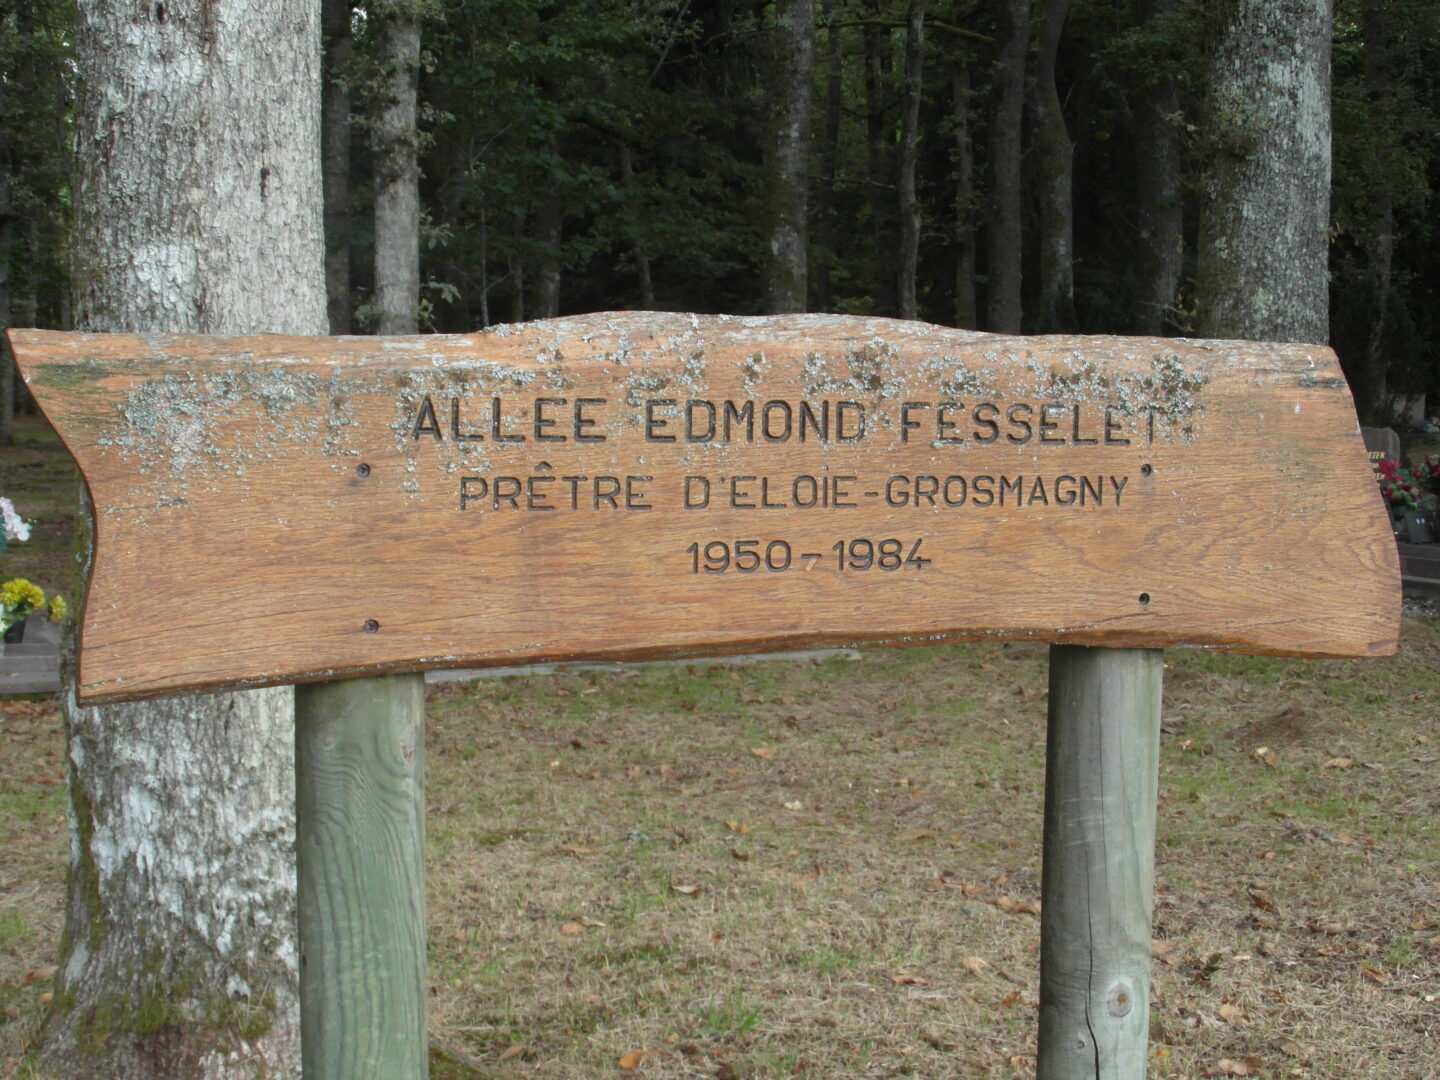 ALLEE EDMOND FESSELET
PRÊTRE D'ELOIE-GROSMAGNY
1950-1984